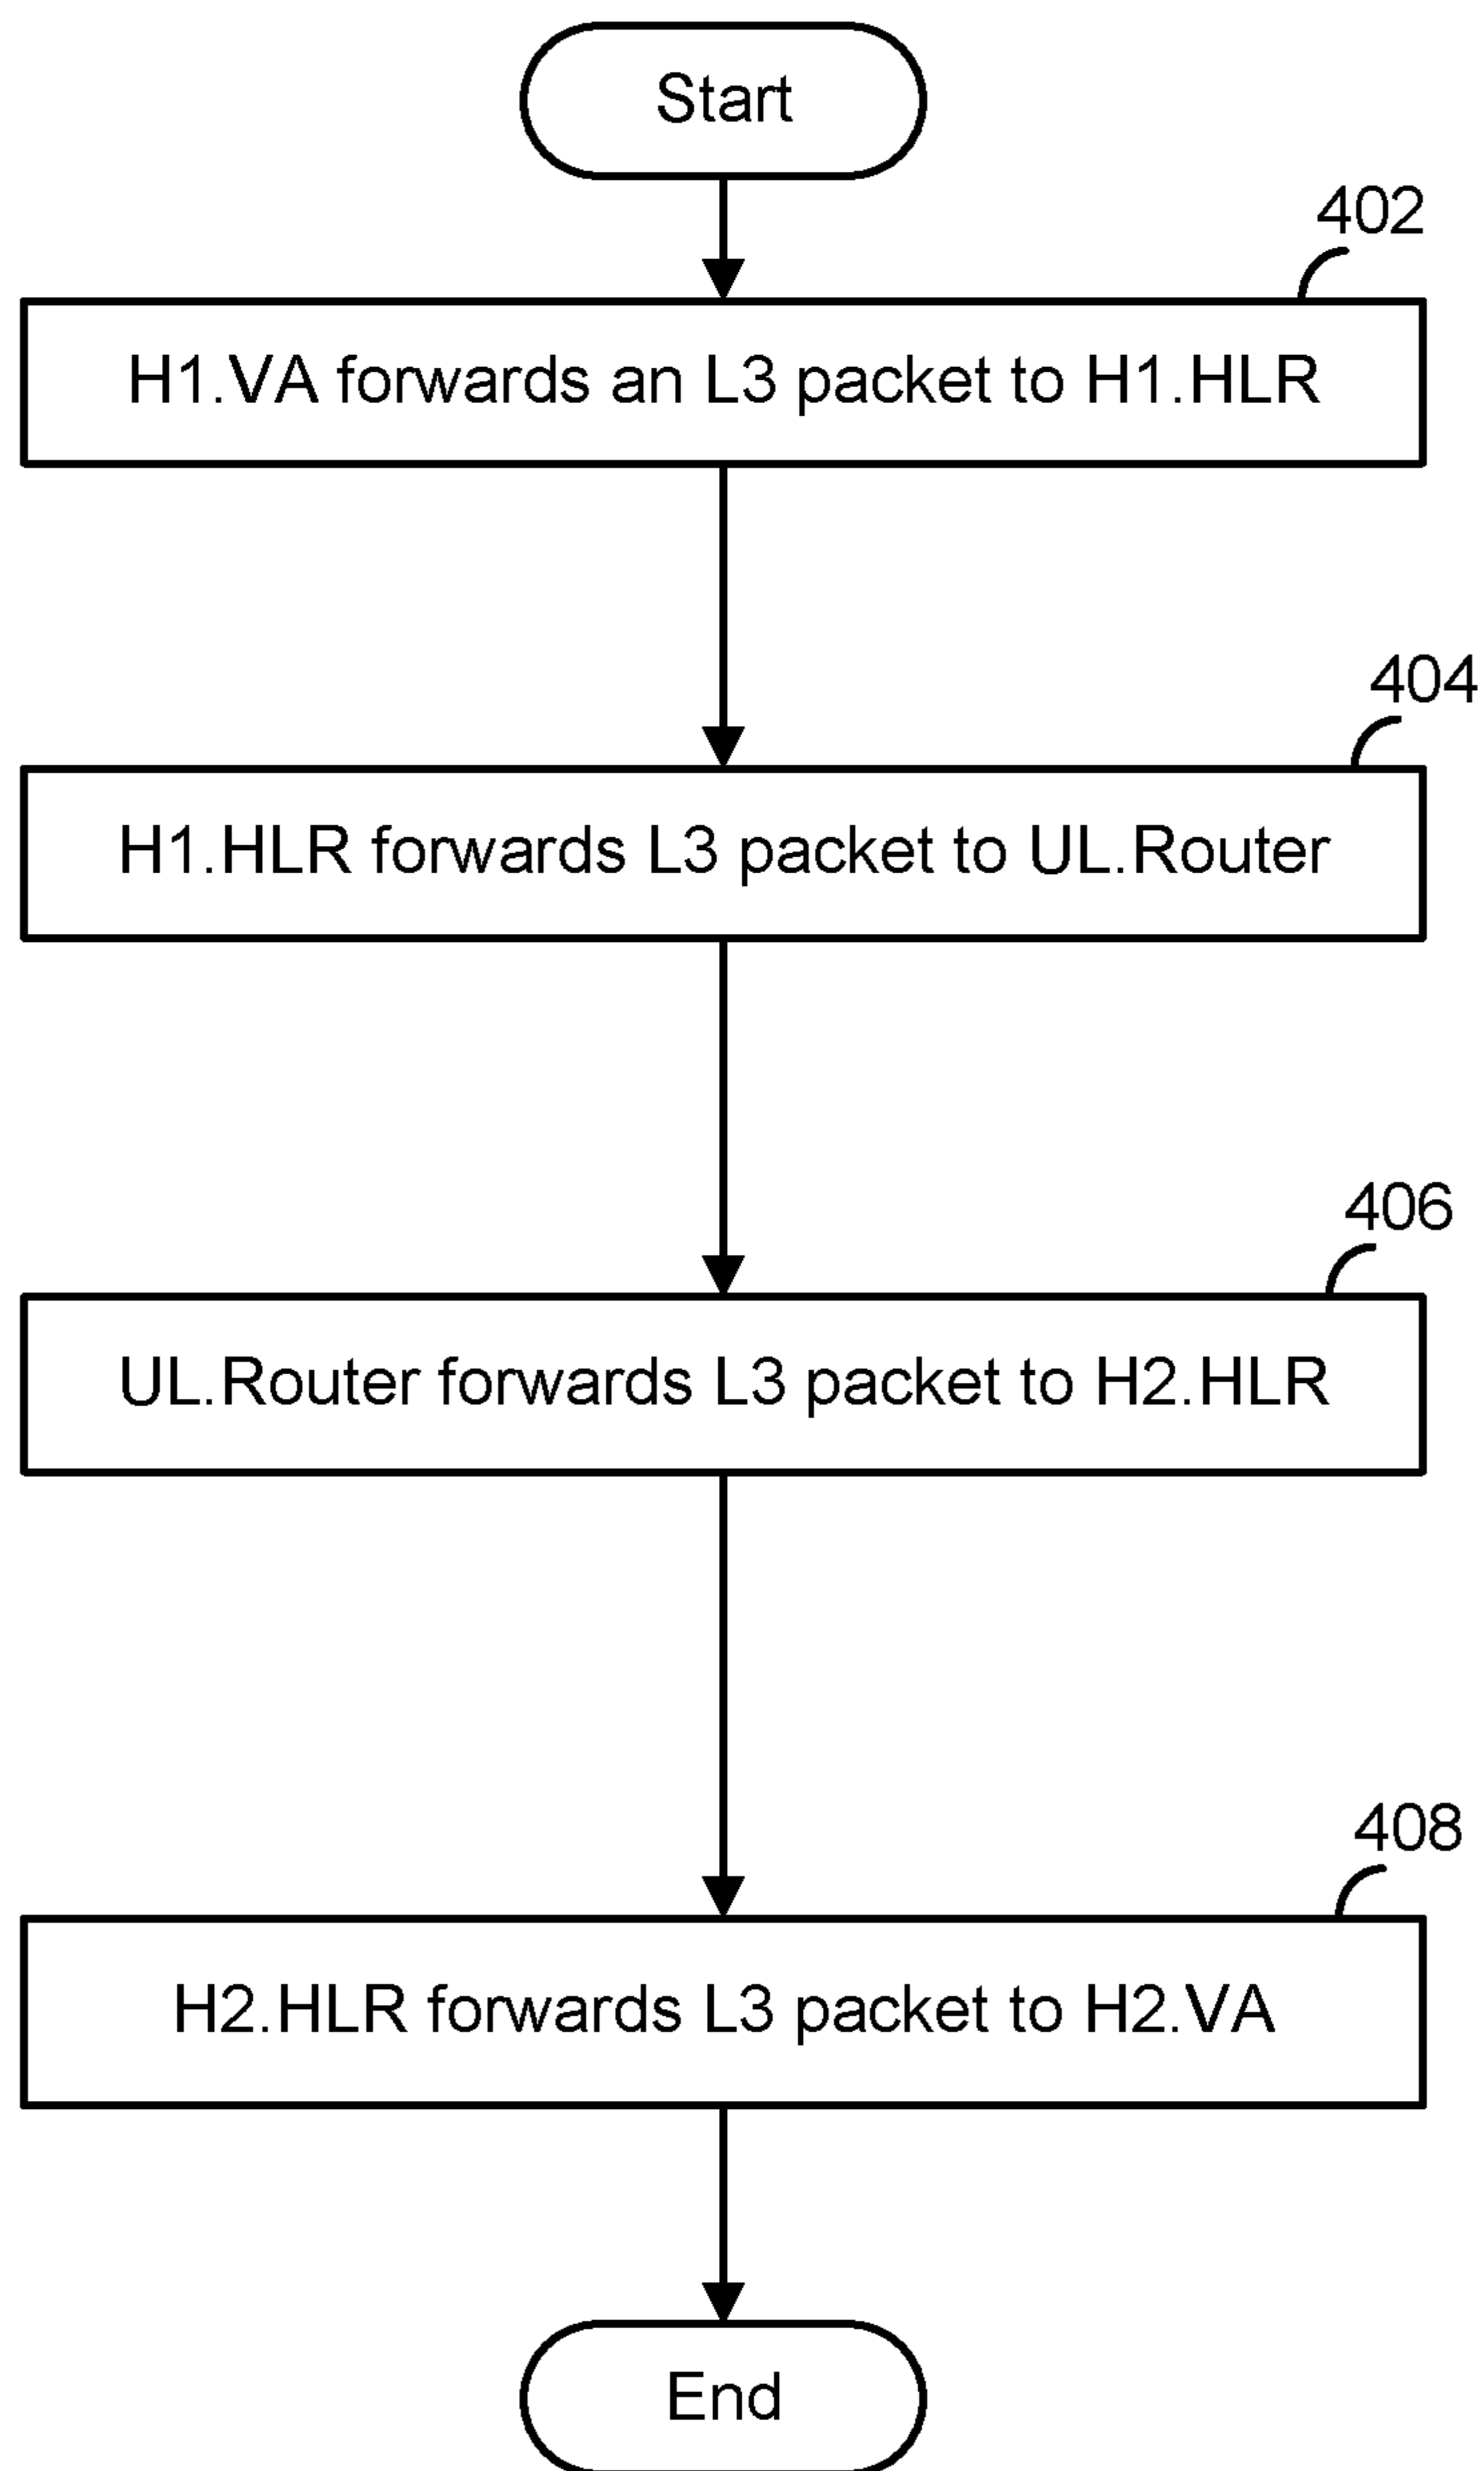 Start
402
H1.VA forwards an L3 packet to H1.HLR
404
H1.HLR forwards L3 packet to UL.Router
406
UL.Router forwards L3 packet to H2.HLR
408
H2.HLR forwards L3 packet to H2.VA
End